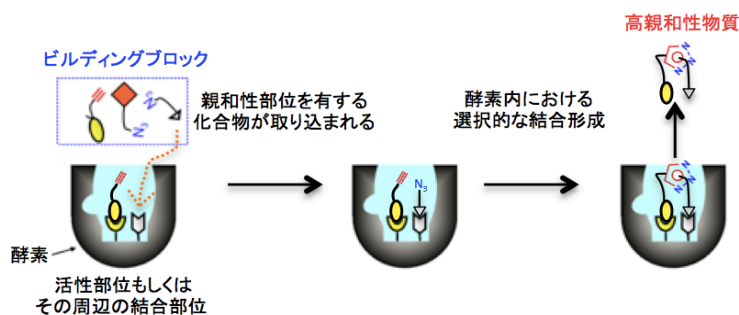 高親和性物質
ビルディングブロック
親和性部位を有する
化合物が取り込まれる
酵素内における
選択的な結合形成
N₃
酵素
活性部位もしくは
その周辺の結合部位